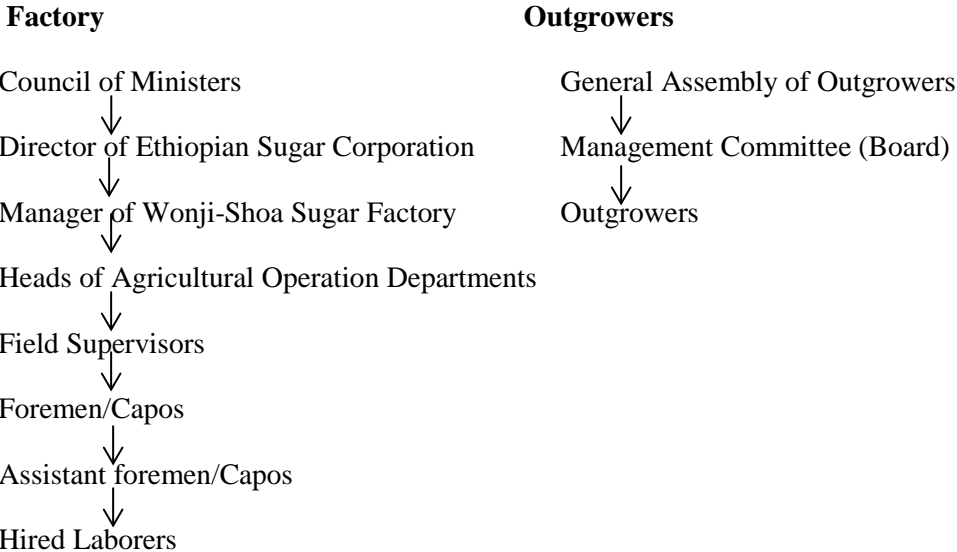 Factory Outgrowers
Council of Ministers General Assembly of Outgrowers
Director of Ethiopian Sugar Corporation Management Committee (Board)
Manager of Wonji-Shoa Sugar Factory Outgrowers
Heads of Agricultural Operation Departments
Field Supervisors
Foremen/Capos
Assistant foremen/Capos
Hired Laborers